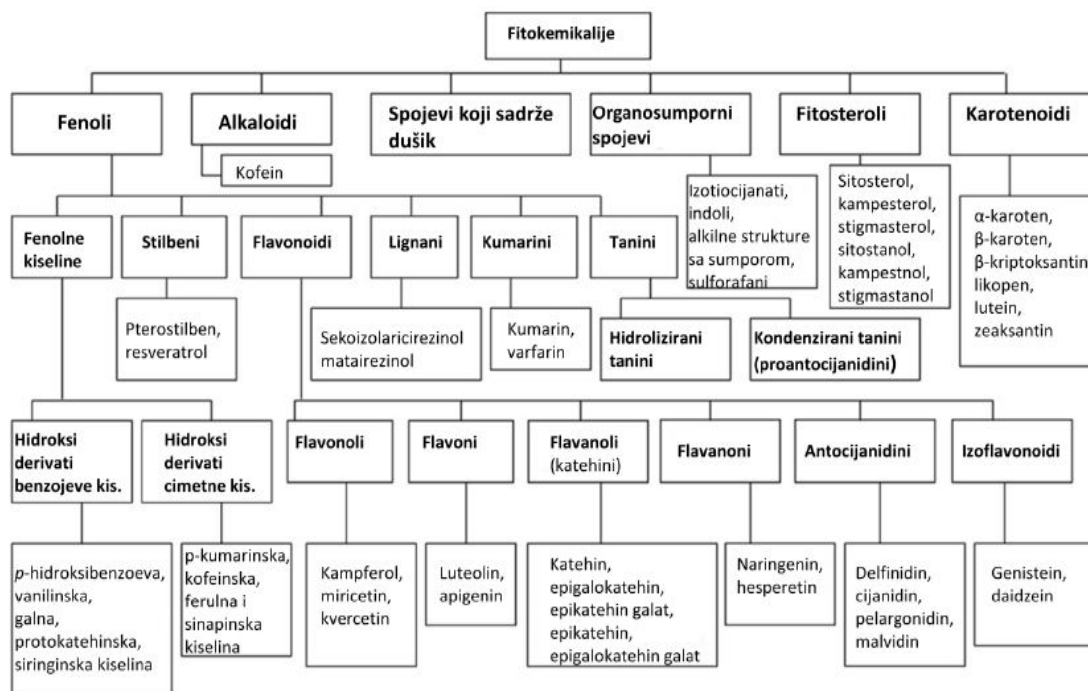 Fitokemikalije
Fenoli
Alkaloidi
Spojevi koji sadrže
dušik
Organosumporni
spojevi
Fitosteroli
Karotenoidi
Kofein
Izotiocijanati,
indoli,
alkilne strukture
sa sumporom,
sulforafani
Sitosterol,
kampesterol,
stigmasterol,
sitostanol,
kampestnol,
stigmastanol
α-karoten,
β-karoten,
β-kriptoksantin
likopen,
lutein,
zeaksantin
Fenolne
kiseline
Stilbeni
Flavonoidi
Lignani
Kumarini
Tanini
Pterostilben,
resveratrol
Sekoizolaricirezinol
matairezinol
Kumarin,
varfarin
Hidrolizirani
tanini
Kondenzirani tanini
(proantocijanidini)
Hidroksi
derivati
benzojeve kis.
Hidroksi
derivati
cimetne kis.
Flavonoli
Flavoni
Flavanoli
(katehini)
Flavanoni
Antocijanidini
Izoflavonoidi
p-hidroksibenzoeva,
vanilinska,
galna,
protokatehinska,
siringinska kiselina
p-kumarinska,
kofeinska,
ferulna i
sinapinska
kiselina
Kampferol,
miricetin,
kvercetin
Luteolin,
apigenin
Katehin,
epigalokatehin,
epikatehin galat,
epikatehin,
epigalokatehin galat
Naringenin,
hesperetin
Delfinidin,
cijanidin,
pelargonidin,
malvidin
Genistein,
daidzein